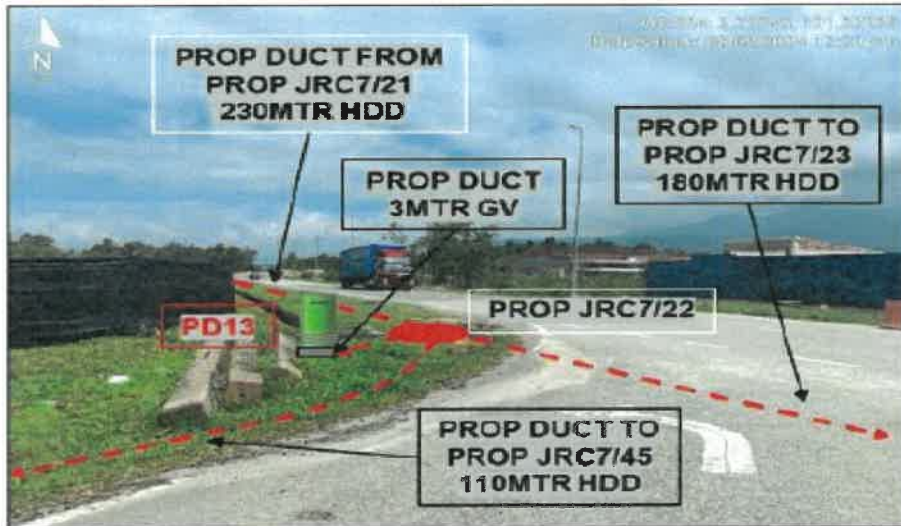 N
PROP DUCT FROM
PROP JRC7/21
230MTR HDD
PROP DUCT
3MTR GV
PROP DUCT TO
PROP JRC7/23
180MTR HDD
PD13
PROP JRC7/22
PROP DUCT TO
PROP JRC7/45
110MTR HDD